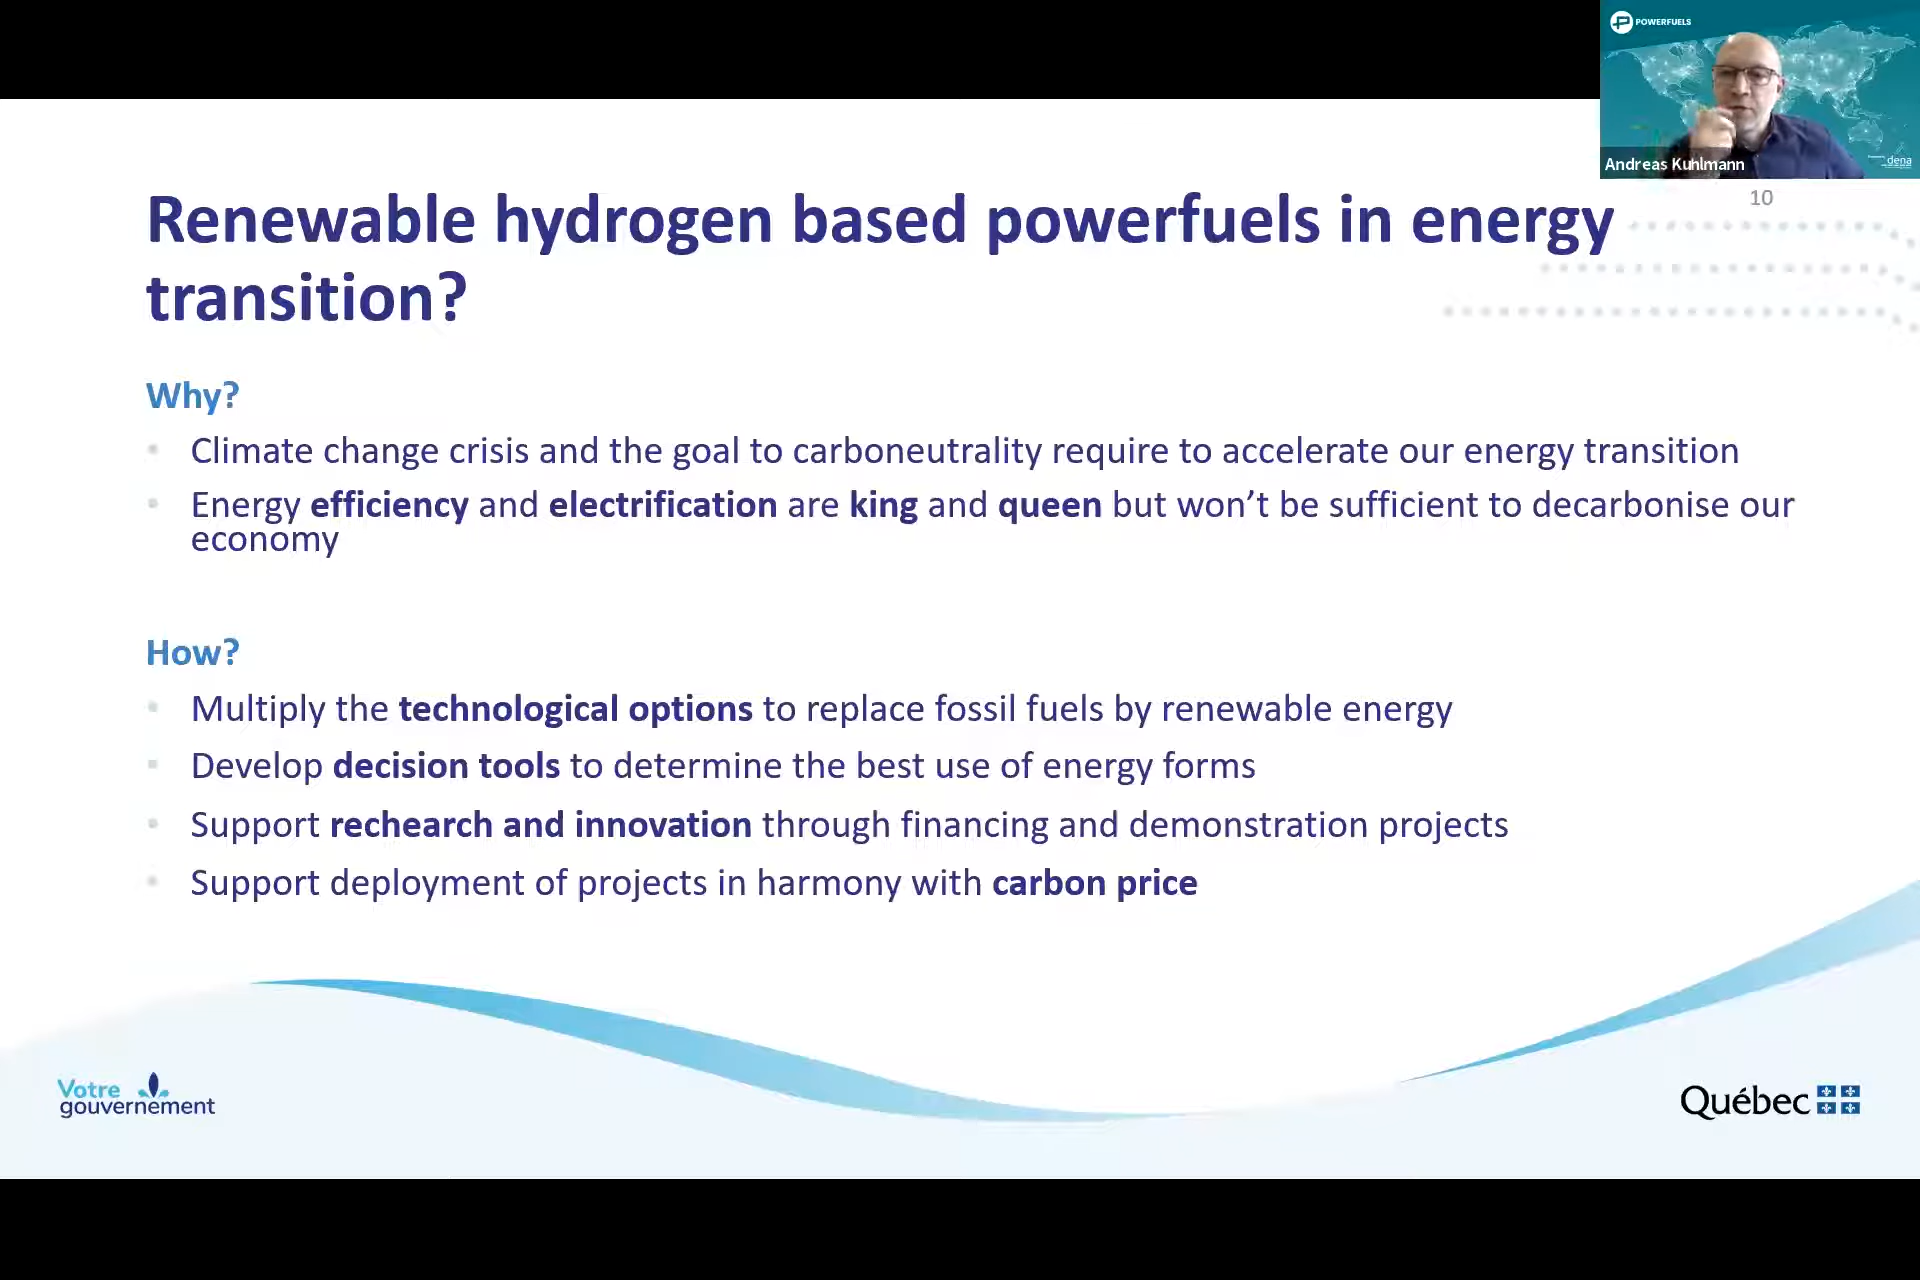 POWERFUELS
Andreas Kuhlmann
dena
10
Renewable hydrogen based powerfuels in energy
transition?
Why?
Climate change crisis and the goal to carboneutrality require to accelerate our energy transition
Energy efficiency and electrification are king and queen but won’t be sufficient to decarbonise our
economy
How?
Multiply the technological options to replace fossil fuels by renewable energy
Develop decision tools to determine the best use of energy forms
Support rechearch and innovation through financing and demonstration projects
Support deployment of projects in harmony with carbon price
Votre
gouvernement
Québec